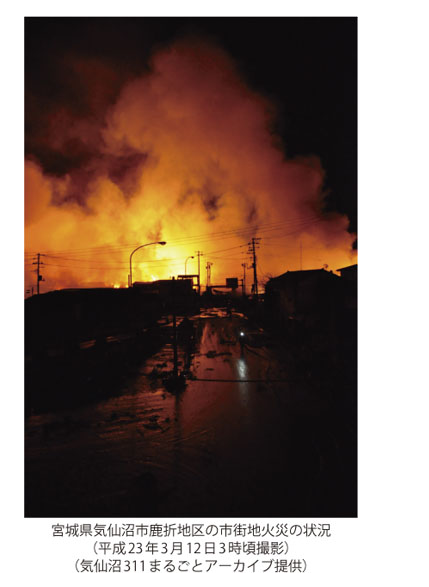 宮城県気仙沼市鹿折地区の市街地火災の状況
（平成23年3月12日3時頃撮影）
（気仙沼311まるごとアーカイブ提供）